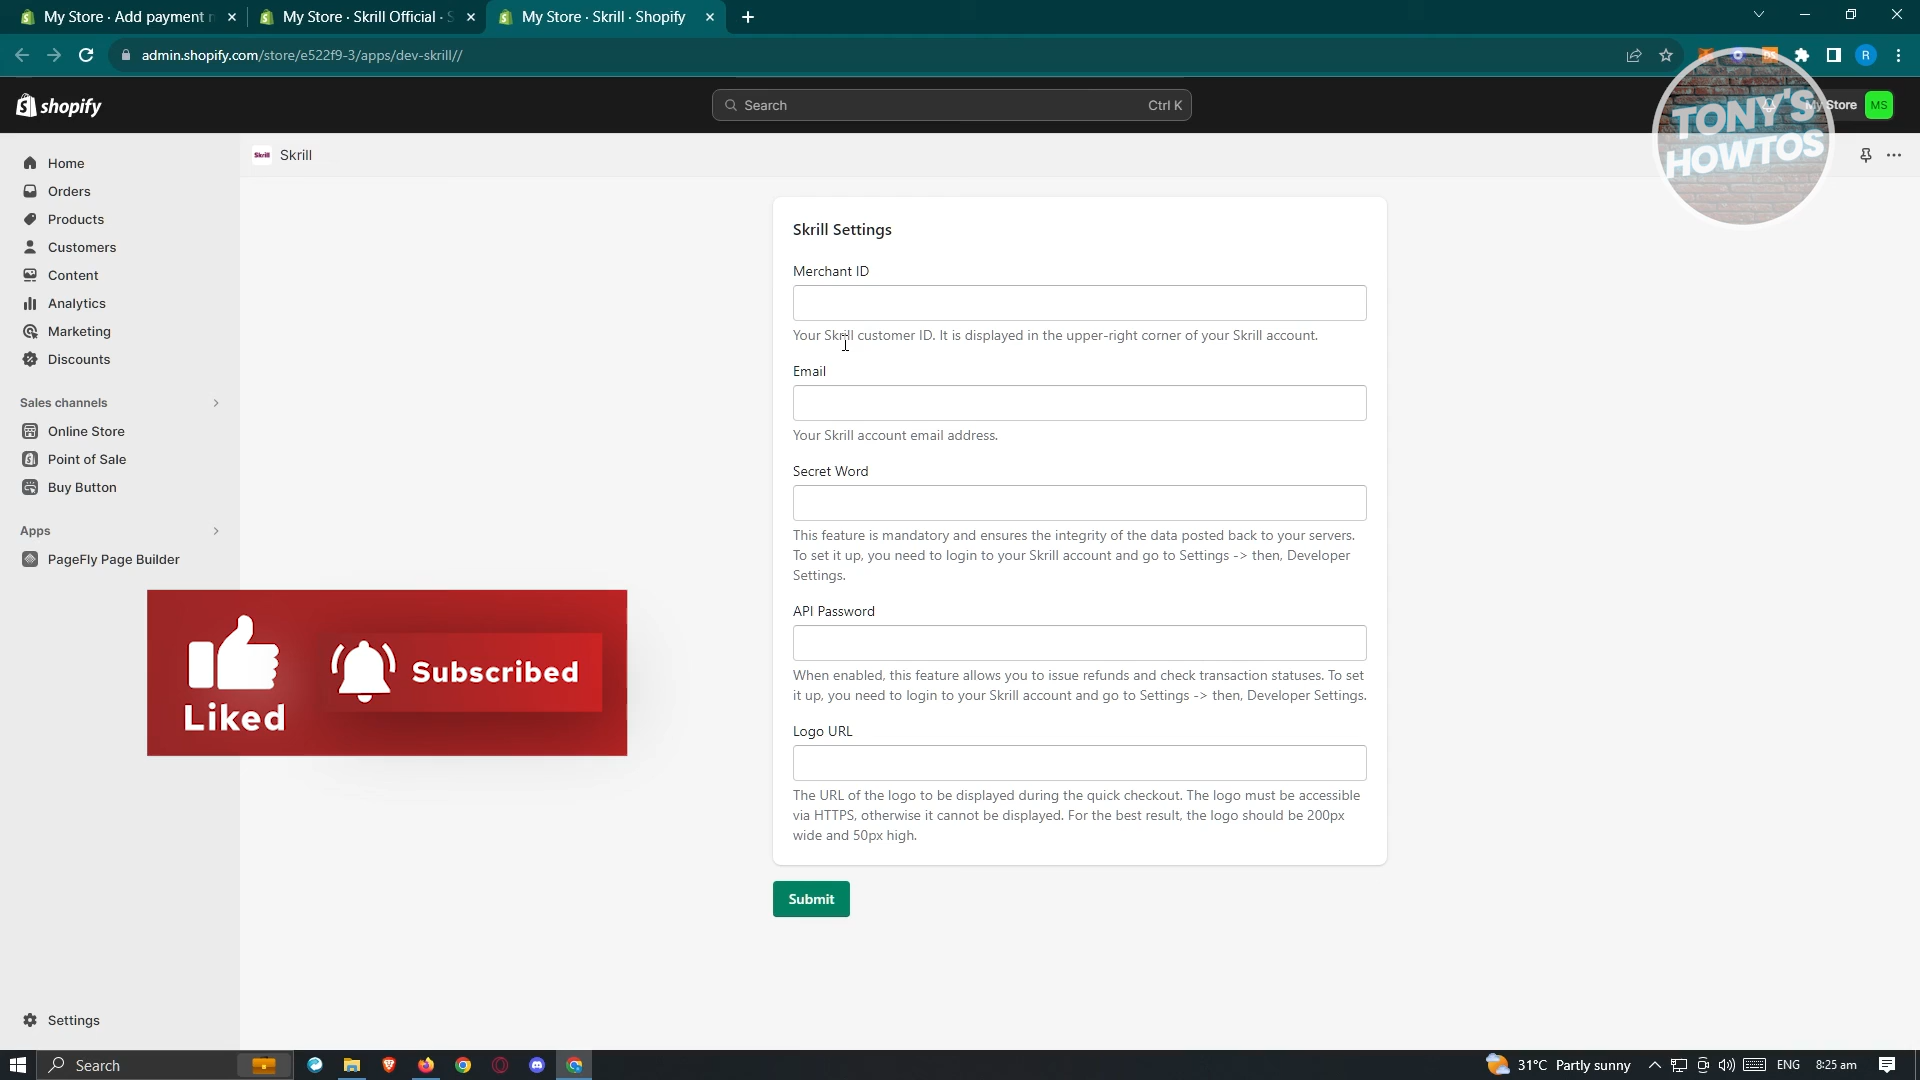 My Store · Add payment m
My Store · Skrill Official · S
My Store · Skrill · Shopify
admin.shopify.com/store/e522f9-3/apps/dev-skrill//
R
shopify
Search
Ctrl K
My Store
MS
TONY'S
HOWTOS
Home
Orders
Products
Customers
Content
Analytics
Marketing
Discounts
Sales channels
Online Store
Point of Sale
Buy Button
Apps
PageFly Page Builder
Settings
Skrill
Skrill
Skrill Settings
Merchant ID
Your Skrill customer ID. It is displayed in the upper-right corner of your Skrill account.
Email
Your Skrill account email address.
Secret Word
This feature is mandatory and ensures the integrity of the data posted back to your servers.
To set it up, you need to login to your Skrill account and go to Settings -> then, Developer
Settings.
API Password
When enabled, this feature allows you to issue refunds and check transaction statuses. To set
it up, you need to login to your Skrill account and go to Settings -> then, Developer Settings.
Logo URL
The URL of the logo to be displayed during the quick checkout. The logo must be accessible
via HTTPS, otherwise it cannot be displayed. For the best result, the logo should be 200px
wide and 50px high.
Submit
Liked
Subscribed
Search
31°C Partly sunny
ENG
8:25 am